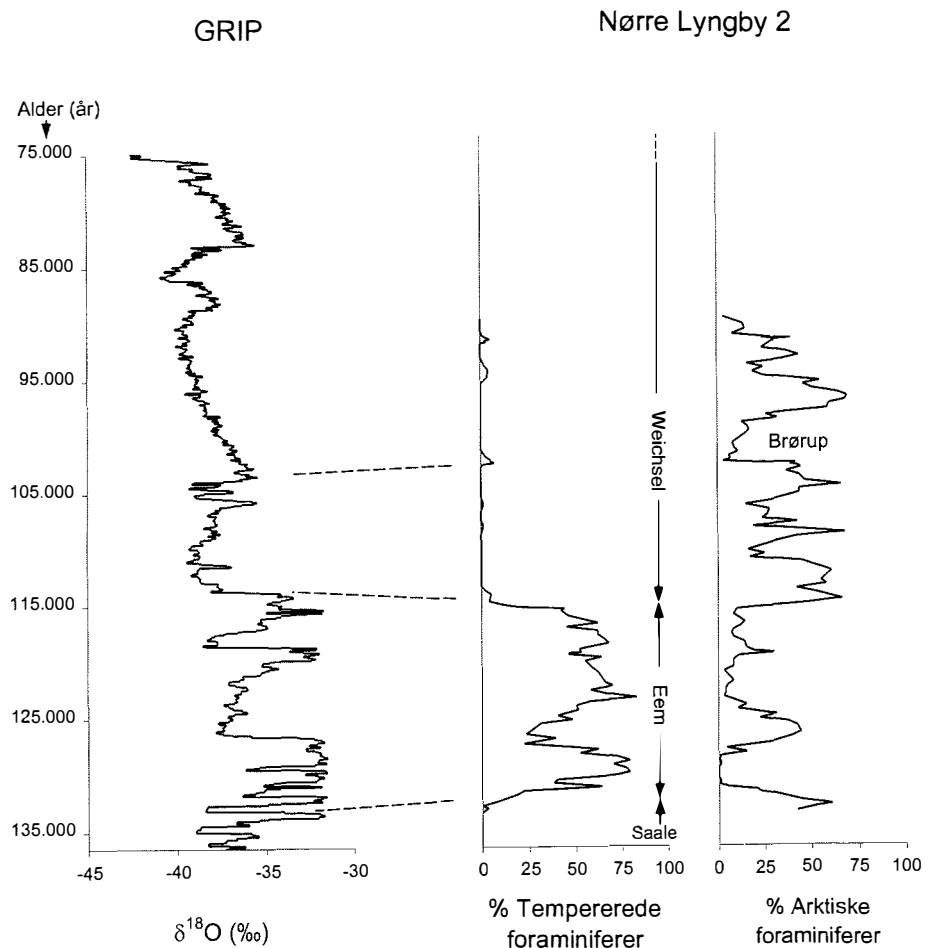 GRIP
Nørre Lyngby 2
Alder (år)
75.000
85.000
95.000
105.000
115.000
125.000
135.000
-45
-40
-35
-30
δ18O (‰)
Weichsel
Eem
Saale
0
25
50
75
100
% Tempererede
foraminiferer
Brørup
0
25
50
75
100
% Arktiske
foraminiferer